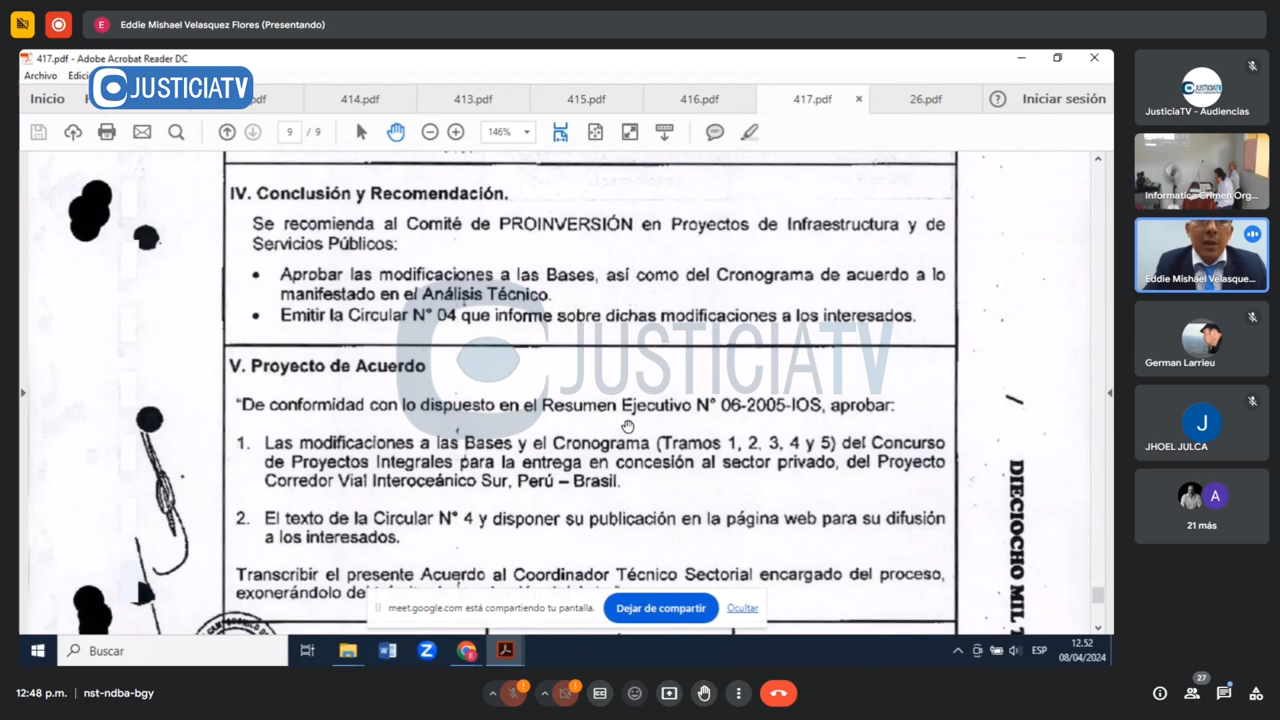 Eddie Mishael Velasquez Flores (Presentando)
417.pdf - Adobe Acrobat Reader DC
Archivo
JUSTICIATV
Inicio
414.pdf
413.pdf
415.pdf
416.pdf
417.pdf
26.pdf
Iniciar sesión
9 / 9
146%
IV. Conclusión y Recomendación.
Se recomienda al Comité de PROINVERSIÓN en Proyectos de Infraestructura y de
Servicios Públicos:
• Aprobar las modificaciones a las Bases, así como del Cronograma de acuerdo a lo
manifestado en el Análisis Técnico.
• Emitir la Circular N° 04 que informe sobre dichas modificaciones a los interesados.
JUSTICIATV
V. Proyecto de Acuerdo
"De conformidad con lo dispuesto en el Resumen Ejecutivo N° 06-2005-IOS, aprobar:
1. Las modificaciones a las Bases y el Cronograma (Tramos 1, 2, 3, 4 y 5) del Concurso
de Proyectos Integrales para la entrega en concesión al sector privado, del Proyecto
Corredor Vial Interoceánico Sur, Perú – Brasil.
2. El texto de la Circular N° 4 y disponer su publicación en la página web para su difusión
a los interesados.
Transcribir el presente Acuerdo al Coordinador Técnico Sectorial encargado del proceso,
exonerándolo del
DIECIOCHO MIL
meet.google.com está compartiendo tu pantalla.
Dejar de compartir
Ocultar
Buscar
ESP
12.52
08/04/2024
JusticiaTV - Audiencias
Informatica Crimen Org...
Eddie Mishael Velasque...
German Larrieu
J
JHOEL JULCA
A
21 más
12:48 p.m.
nst-ndba-bgy
27